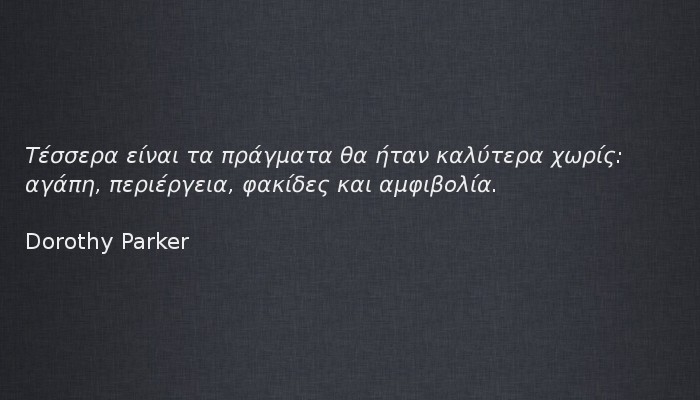 Τέσσερα είναι τα πράγματα θα ήταν καλύτερα χωρίς:
αγάπη, περιέργεια, φακίδες και αμφιβολία.
Dorothy Parker